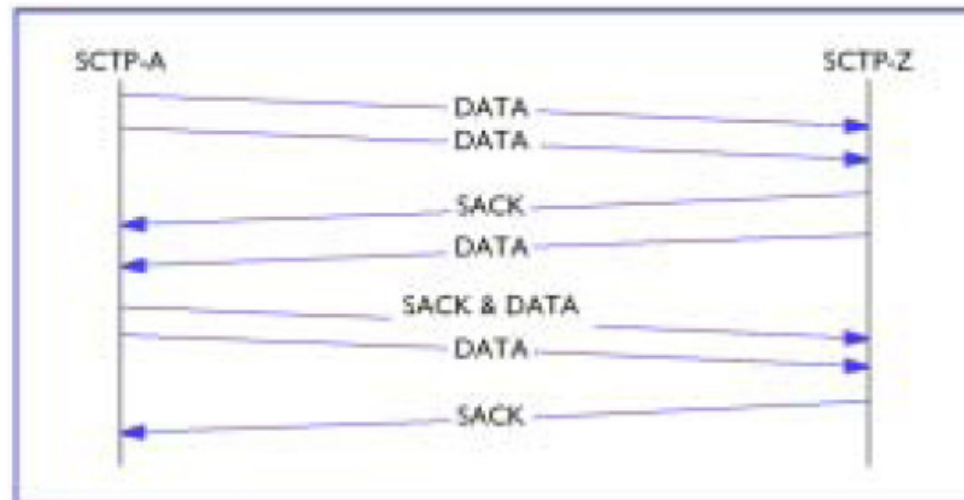 SCTP-A SCTP-Z
DATA
DATA
SACK
DATA
SACK & DATA
DATA
SACK